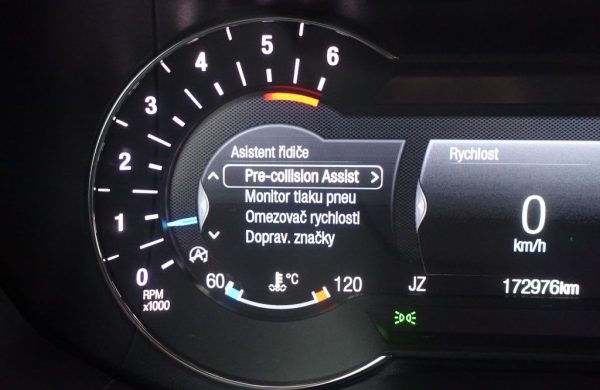 6
5
4
3
2
1
0
RPM
x1000
Asistent řidiče
Pre-collision Assist
Monitor tlaku pneu
Omezovač rychlosti
Doprav. značky
60 °C 120
Rychlost
0
km/h
JZ 172976km